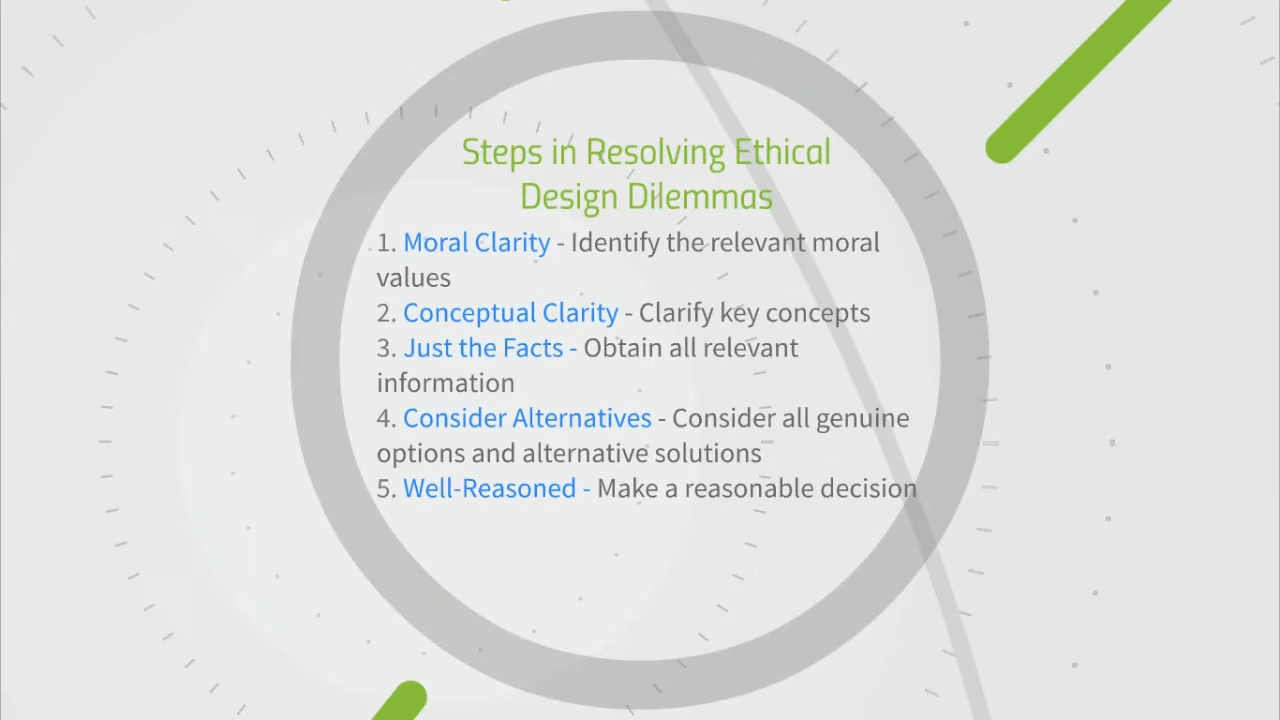 Steps in Resolving Ethical
Design Dilemmas
1. Moral Clarity - Identify the relevant moral
values
2. Conceptual Clarity - Clarify key concepts
3. Just the Facts - Obtain all relevant
information
4. Consider Alternatives - Consider all genuine
options and alternative solutions
5. Well-Reasoned - Make a reasonable decision